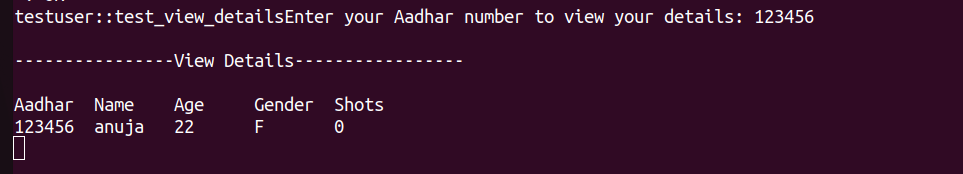 testuser::test_view_detailsEnter your Aadhar number to view your details: 123456
----------------View Details-----------------
Aadhar  Name    Age     Gender  Shots
123456  anuja   22      F       0